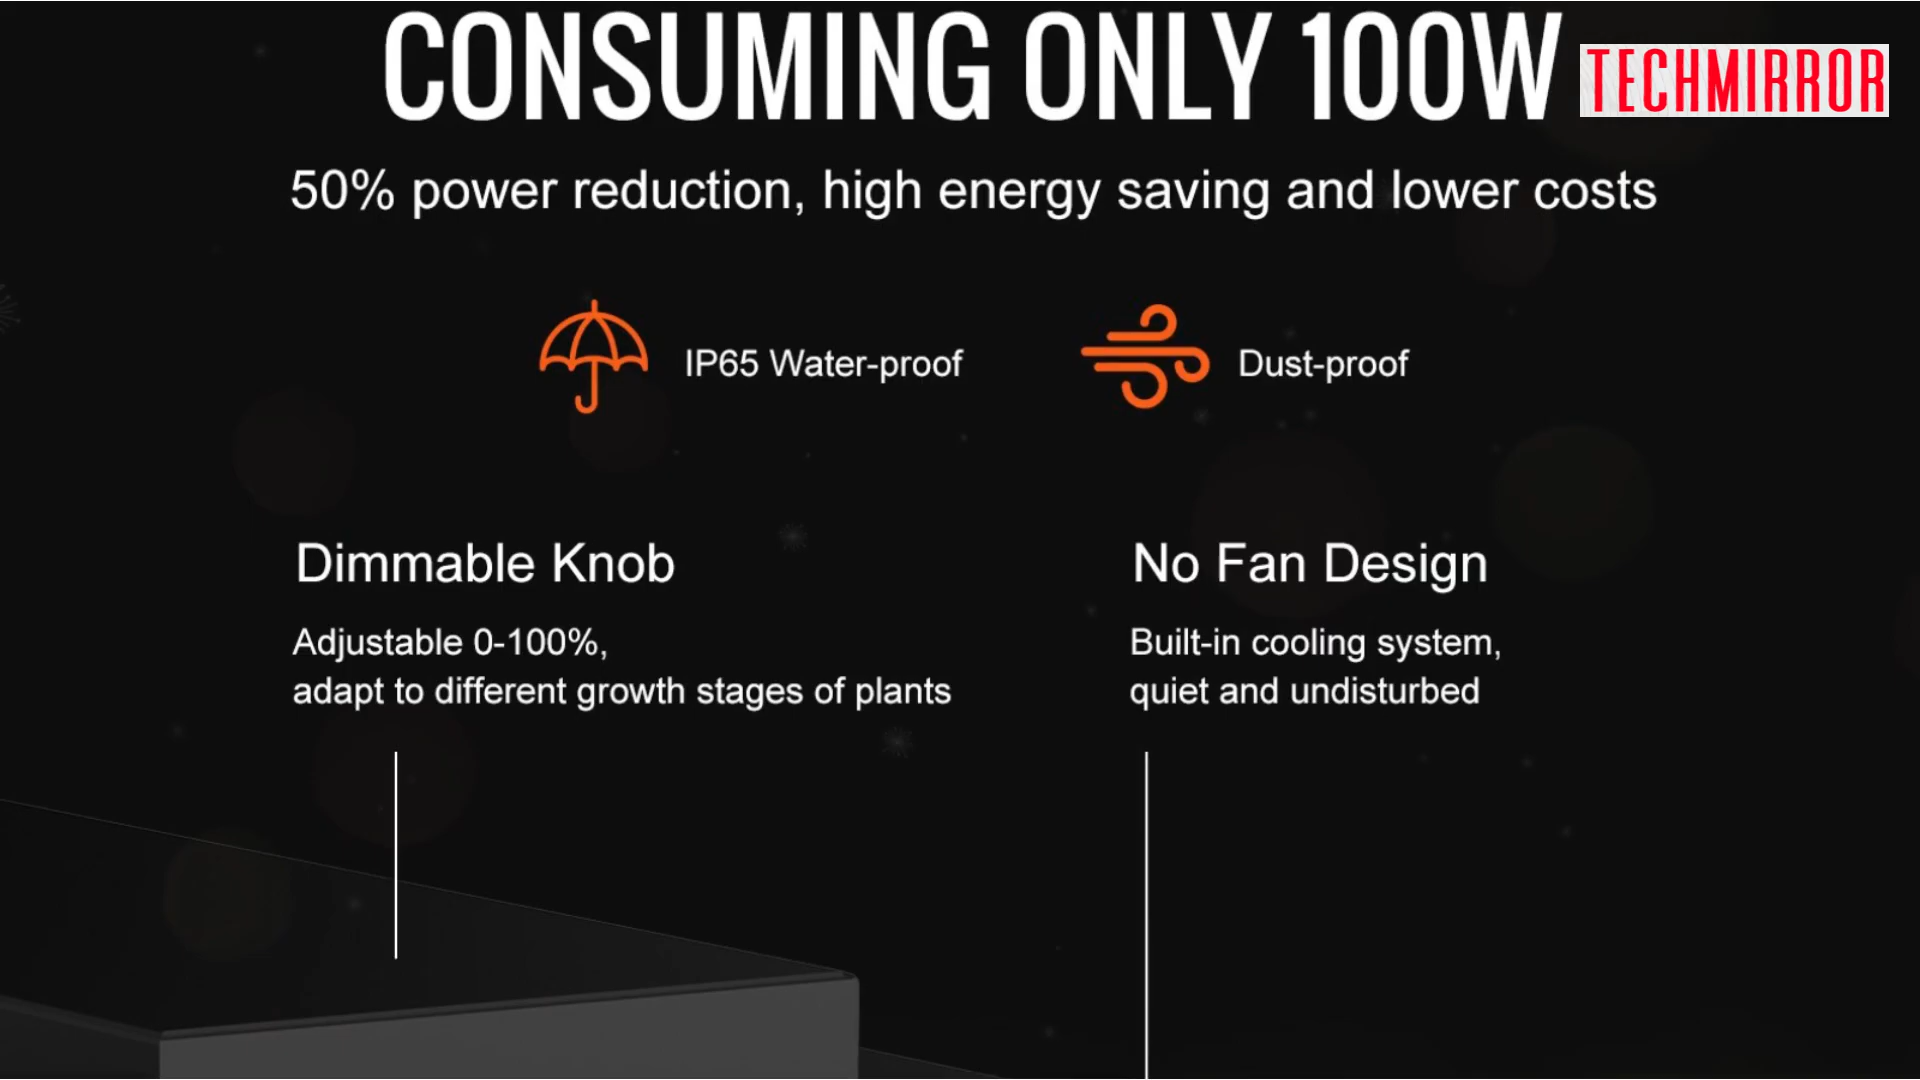 CONSUMING ONLY 100W
TECHMIRROR
50% power reduction, high energy saving and lower costs
IP65 Water-proof
Dust-proof
Dimmable Knob
Adjustable 0-100%,
adapt to different growth stages of plants
No Fan Design
Built-in cooling system,
quiet and undisturbed